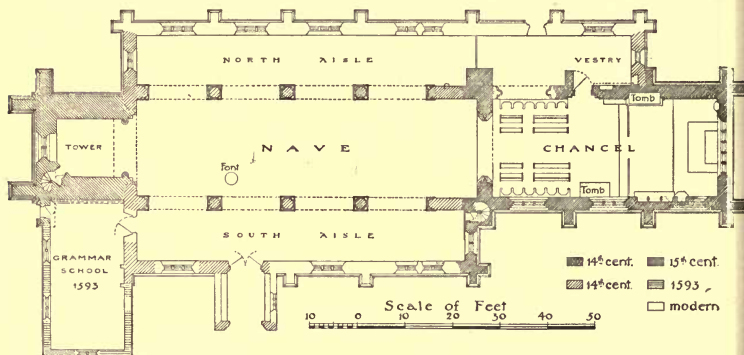 NORTH AISLE
VESTRY
Tomb
TOWER
NAVE
CHANCEL
Font
Tomb
SOUTH AISLE
GRAMMAR
SCHOOL
1593
14th cent. 15th cent.
14th cent. 1593
modern
Scale of Feet
10 0 10 20 30 40 50